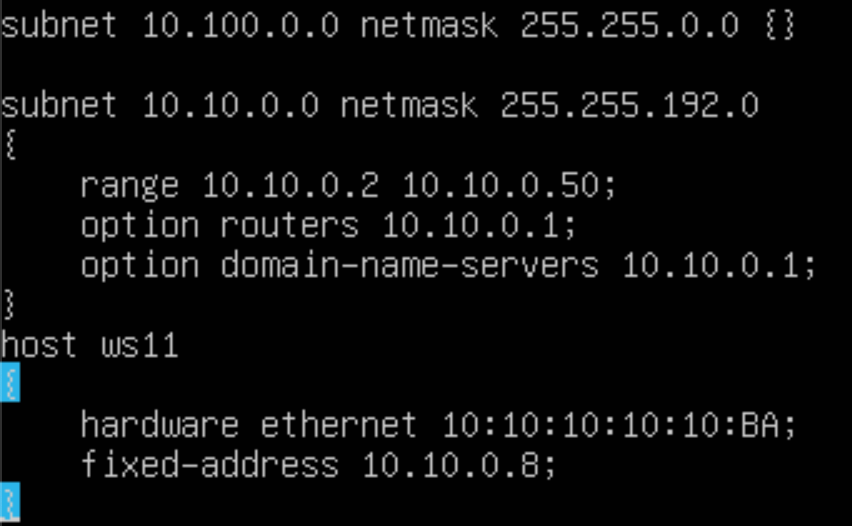 subnet 10.100.0.0 netmask 255.255.0.0 {}
subnet 10.10.0.0 netmask 255.255.192.0
{
range 10.10.0.2 10.10.0.50;
option routers 10.10.0.1;
option domain-name-servers 10.10.0.1;
}
host ws11
{
hardware ethernet 10:10:10:10:10:BA;
fixed-address 10.10.0.8;
}